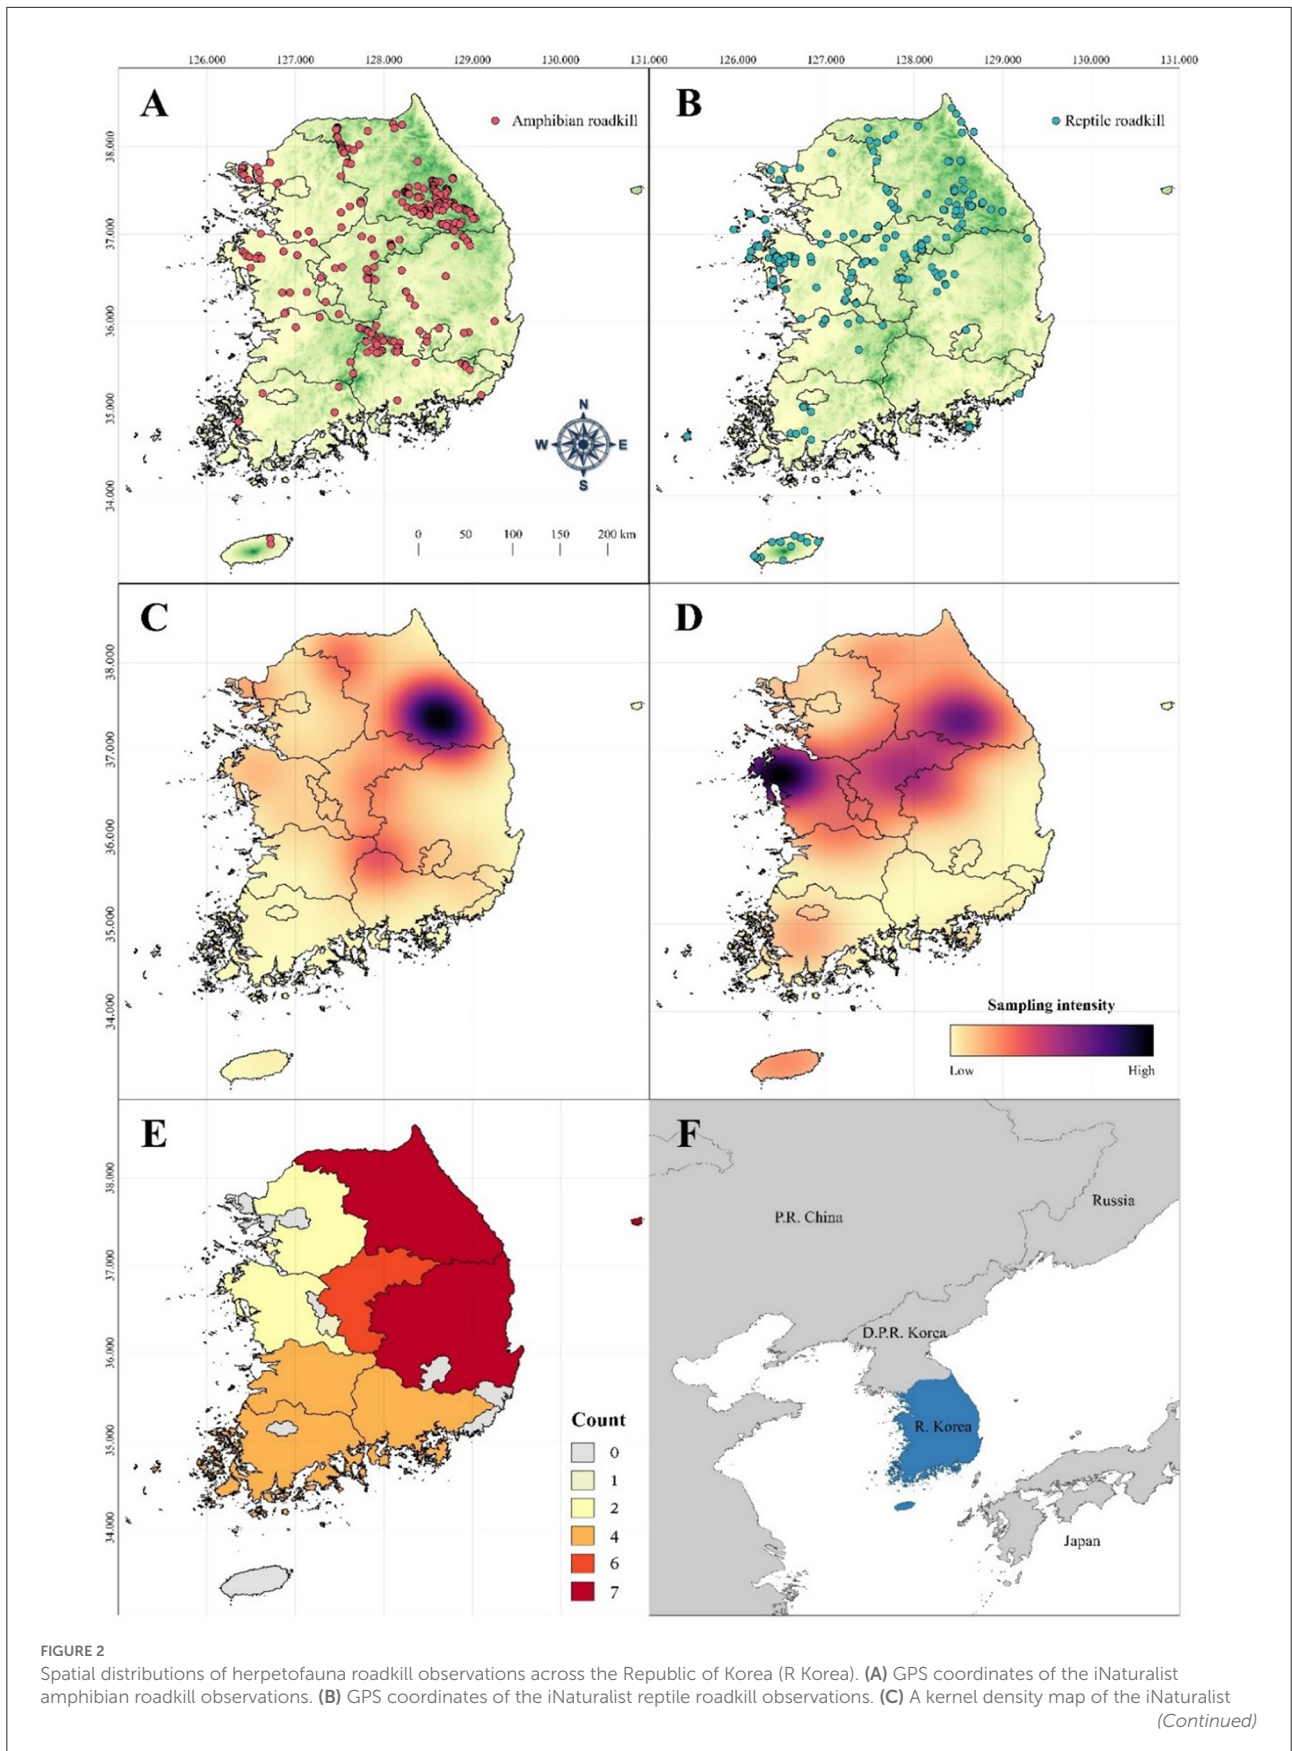 126.000 127.000 128.000 129.000 130.000 131.000 126.000 127.000 128.000 129.000 130.000 131.000
A
Amphibian roadkill
B
Reptile roadkill
38.000
37.000
36.000
35.000
34.000
N
W E
S
0 50 100 150 200 km
C
D
38.000
37.000
36.000
35.000
34.000
Sampling intensity
Low High
E
F
38.000
37.000
36.000
35.000
34.000
Count
0
1
2
4
6
7
Russia
P.R. China
D.P.R. Korea
R. Korea
Japan
FIGURE 2
Spatial distributions of herpetofauna roadkill observations across the Republic of Korea (R Korea). (A) GPS coordinates of the iNaturalist
amphibian roadkill observations. (B) GPS coordinates of the iNaturalist reptile roadkill observations. (C) A kernel density map of the iNaturalist
(Continued)